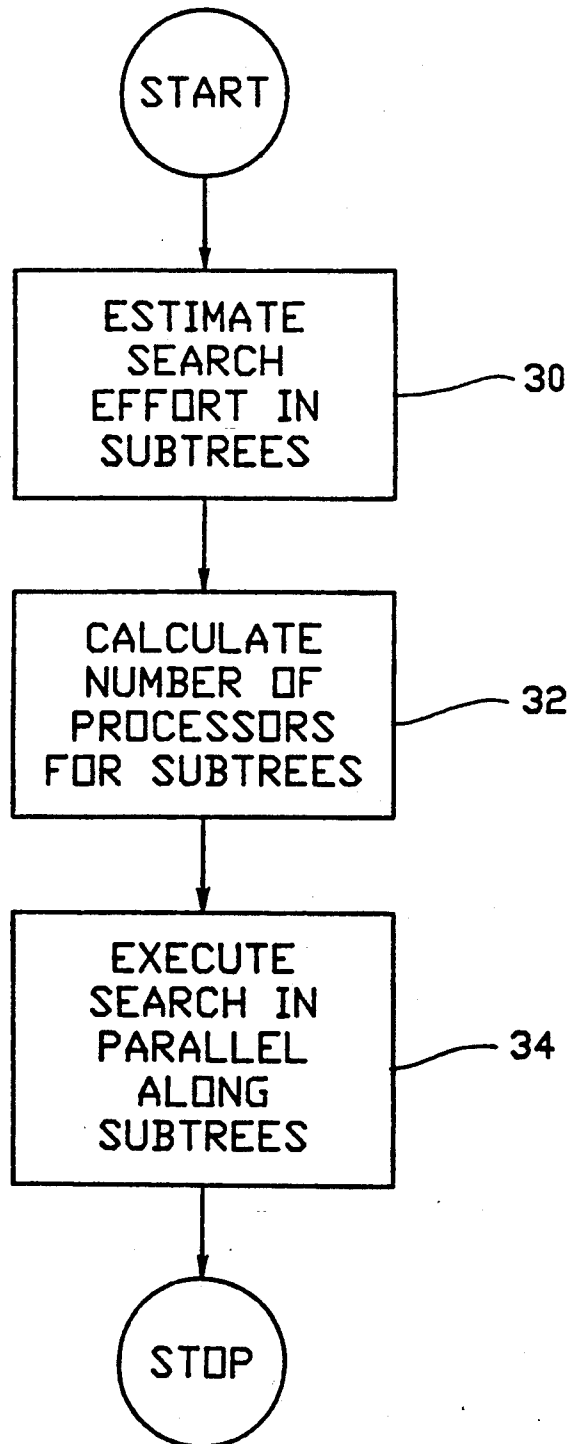 START
ESTIMATE
SEARCH
EFFORT IN
SUBTREES
30
CALCULATE
NUMBER OF
PROCESSORS
FOR SUBTREES
32
EXECUTE
SEARCH IN
PARALLEL
ALONG
SUBTREES
34
STOP